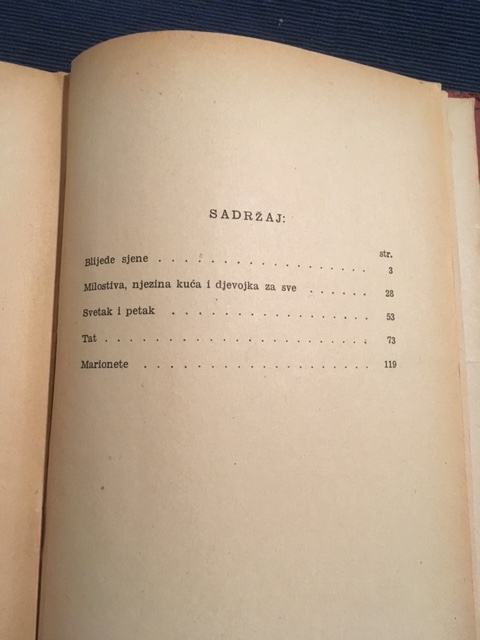 SADRŽAJ:
str.
Blijede sjene . . . . . . . . . . . . . . . . . 3
Milostiva, njezina kuća i djevojka za sve . . . . . . 28
Svetak i petak . . . . . . . . . . . . . . . . 53
Tat . . . . . . . . . . . . . . . . . . . . . 73
Marionete . . . . . . . . . . . . . . . . . . 119